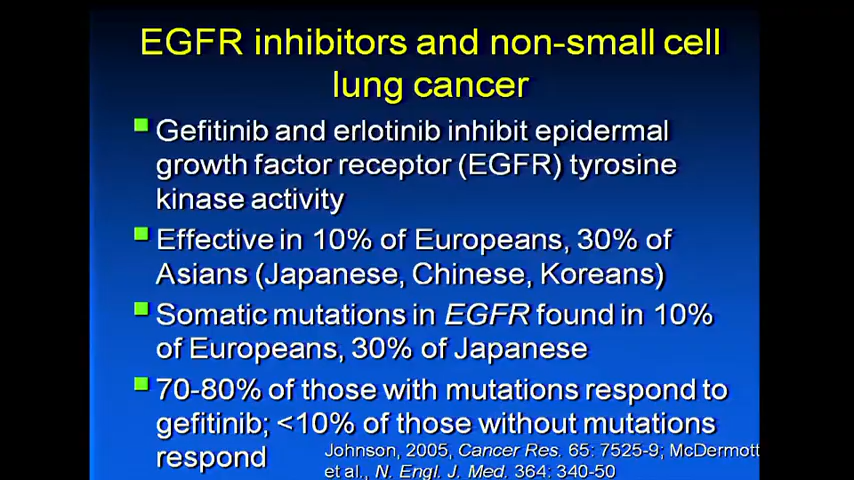 EGFR inhibitors and non-small cell
lung cancer
Gefitinib and erlotinib inhibit epidermal
growth factor receptor (EGFR) tyrosine
kinase activity
Effective in 10% of Europeans, 30% of
Asians (Japanese, Chinese, Koreans)
Somatic mutations in EGFR found in 10%
of Europeans, 30% of Japanese
70-80% of those with mutations respond to
gefitinib; <10% of those without mutations
respond
Johnson, 2005, Cancer Res. 65: 7525-9; McDermott
et al., N. Engl. J. Med. 364: 340-50